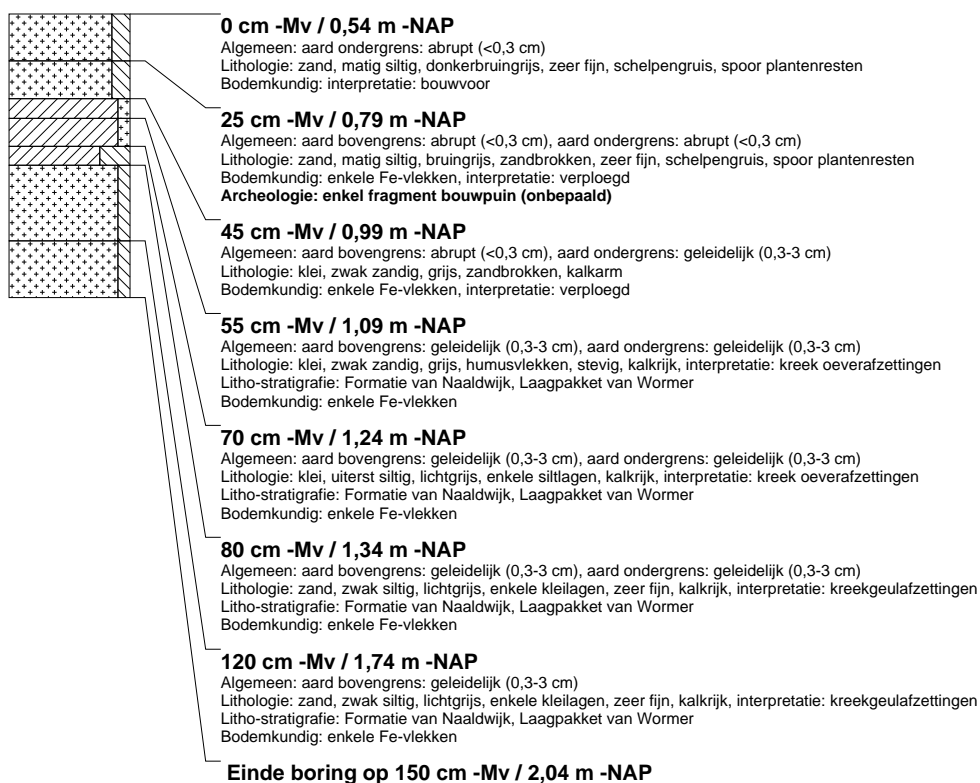 0 cm -Mv / 0,54 m -NAP
Algemeen: aard ondergrens: abrupt (<0,3 cm)
Lithologie: zand, matig siltig, donkerbruingrijs, zeer fijn, schelpengruis, spoor plantenresten
Bodemkundig: interpretatie: bouwvoor
25 cm -Mv / 0,79 m -NAP
Algemeen: aard bovengrens: abrupt (<0,3 cm), aard ondergrens: abrupt (<0,3 cm)
Lithologie: zand, matig siltig, bruingrijs, zandbrokken, zeer fijn, schelpengruis, spoor plantenresten
Bodemkundig: enkele Fe-vlekken, interpretatie: verploegd
Archeologie: enkel fragment bouwpuin (onbepaald)
45 cm -Mv / 0,99 m -NAP
Algemeen: aard bovengrens: abrupt (<0,3 cm), aard ondergrens: geleidelijk (0,3-3 cm)
Lithologie: klei, zwak zandig, grijs, zandbrokken, kalkarm
Bodemkundig: enkele Fe-vlekken, interpretatie: verploegd
55 cm -Mv / 1,09 m -NAP
Algemeen: aard bovengrens: geleidelijk (0,3-3 cm), aard ondergrens: geleidelijk (0,3-3 cm)
Lithologie: klei, zwak zandig, grijs, humusvlekken, stevig, kalkrijk, interpretatie: kreek oeverafzettingen
Litho-stratigrafie: Formatie van Naaldwijk, Laagpakket van Wormer
Bodemkundig: enkele Fe-vlekken
70 cm -Mv / 1,24 m -NAP
Algemeen: aard bovengrens: geleidelijk (0,3-3 cm), aard ondergrens: geleidelijk (0,3-3 cm)
Lithologie: klei, uiterst siltig, lichtgrijs, enkele siltlagen, kalkrijk, interpretatie: kreek oeverafzettingen
Litho-stratigrafie: Formatie van Naaldwijk, Laagpakket van Wormer
Bodemkundig: enkele Fe-vlekken
80 cm -Mv / 1,34 m -NAP
Algemeen: aard bovengrens: geleidelijk (0,3-3 cm), aard ondergrens: geleidelijk (0,3-3 cm)
Lithologie: zand, zwak siltig, lichtgrijs, enkele kleilagen, zeer fijn, kalkrijk, interpretatie: kreekgeulafzettingen
Litho-stratigrafie: Formatie van Naaldwijk, Laagpakket van Wormer
Bodemkundig: enkele Fe-vlekken
120 cm -Mv / 1,74 m -NAP
Algemeen: aard bovengrens: geleidelijk (0,3-3 cm)
Lithologie: zand, zwak siltig, lichtgrijs, enkele kleilagen, zeer fijn, kalkrijk, interpretatie: kreekgeulafzettingen
Litho-stratigrafie: Formatie van Naaldwijk, Laagpakket van Wormer
Bodemkundig: enkele Fe-vlekken
Einde boring op 150 cm -Mv / 2,04 m -NAP